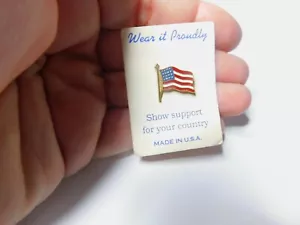 Wear it Proudly
Show support
for your country
MADE IN U.S.A.